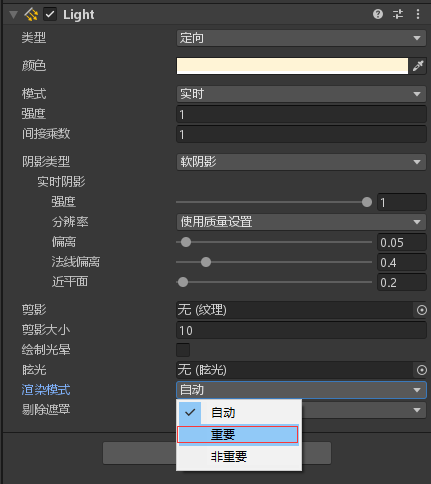 Light
类型 定向
颜色
模式 实时
强度 1
间接乘数 1
阴影类型 软阴影
实时阴影
强度 1
分辨率 使用质量设置
偏离 0.05
法线偏离 0.4
近平面 0.2
剪影 无 (纹理)
剪影大小 10
绘制光晕
眩光 无 (眩光)
渲染模式 自动
剔除遮罩
自动
重要
非重要